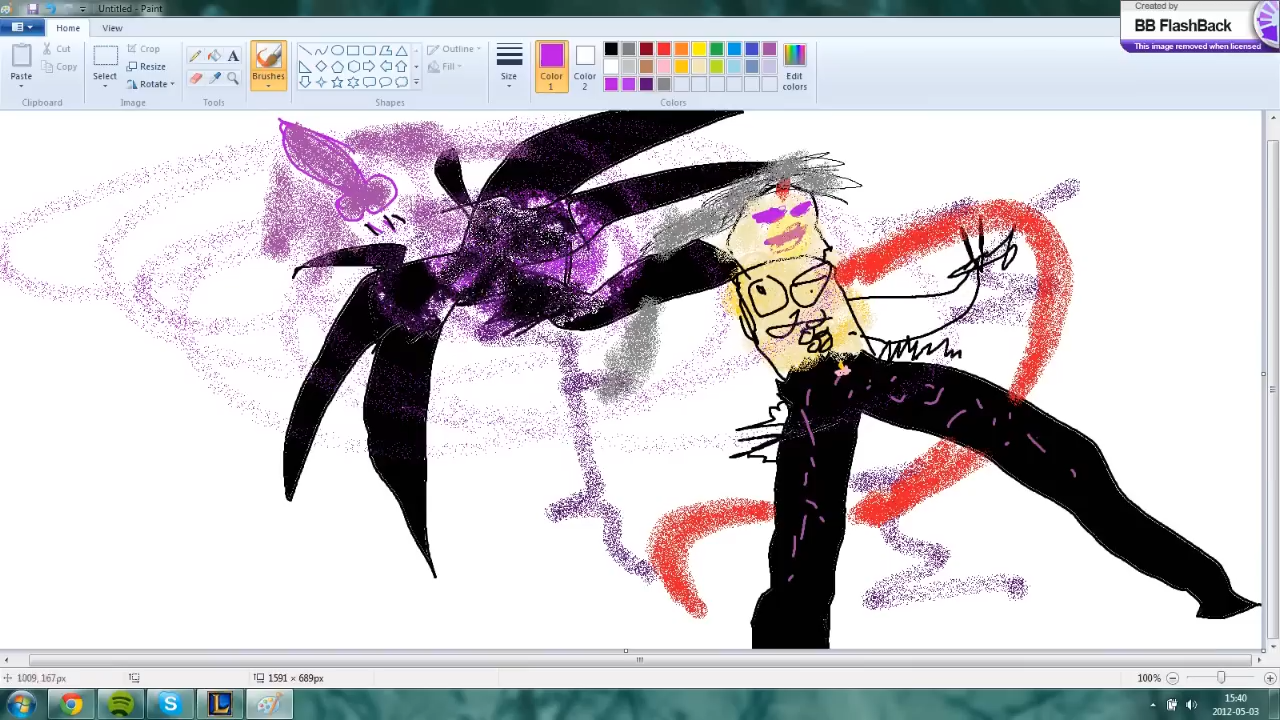 Untitled - Paint
Created by
BB FlashBack
This image removed when licensed
Home
View
Paste
Cut
Copy
Clipboard
Select
Crop
Resize
Rotate
Image
A
Tools
Brushes
Outline
Fill
Shapes
Size
Color
1
Color
2
Edit
colors
Colors
1009, 167px
1591 × 689px
100%
15:40
2012-05-03